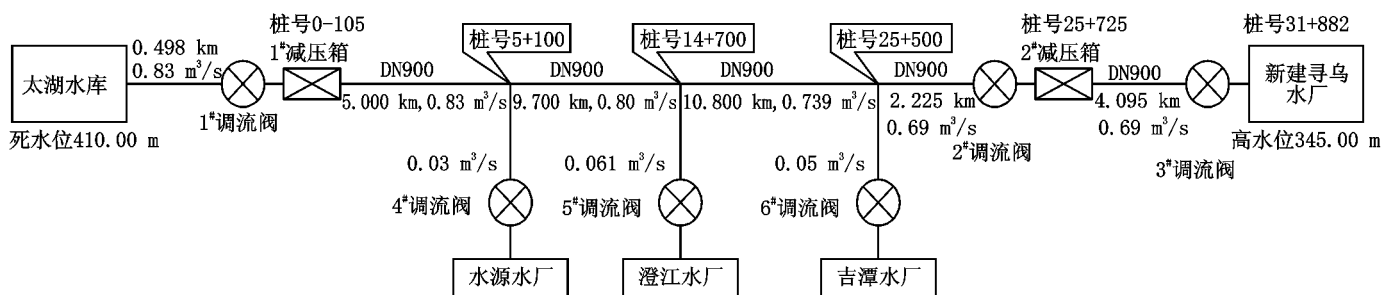 桩号0-105
桩号25+725
桩号31+882
0.498 km
1#减压箱
桩号5+100
桩号14+700
桩号25+500
2#减压箱
0.83 m³/s
太湖水库
DN900
DN900
DN900
DN900
DN900
新建寻乌
水厂
5.000 km,0.83 m³/s
9.700 km,0.80 m³/s
10.800 km,0.739 m³/s
2.225 km
4.095 km
1#调流阀
0.69 m³/s
0.69 m³/s
死水位410.00 m
高水位345.00 m
2#调流阀
3#调流阀
0.03 m³/s
0.061 m³/s
0.05 m³/s
4#调流阀
5#调流阀
6#调流阀
水源水厂
澄江水厂
吉潭水厂